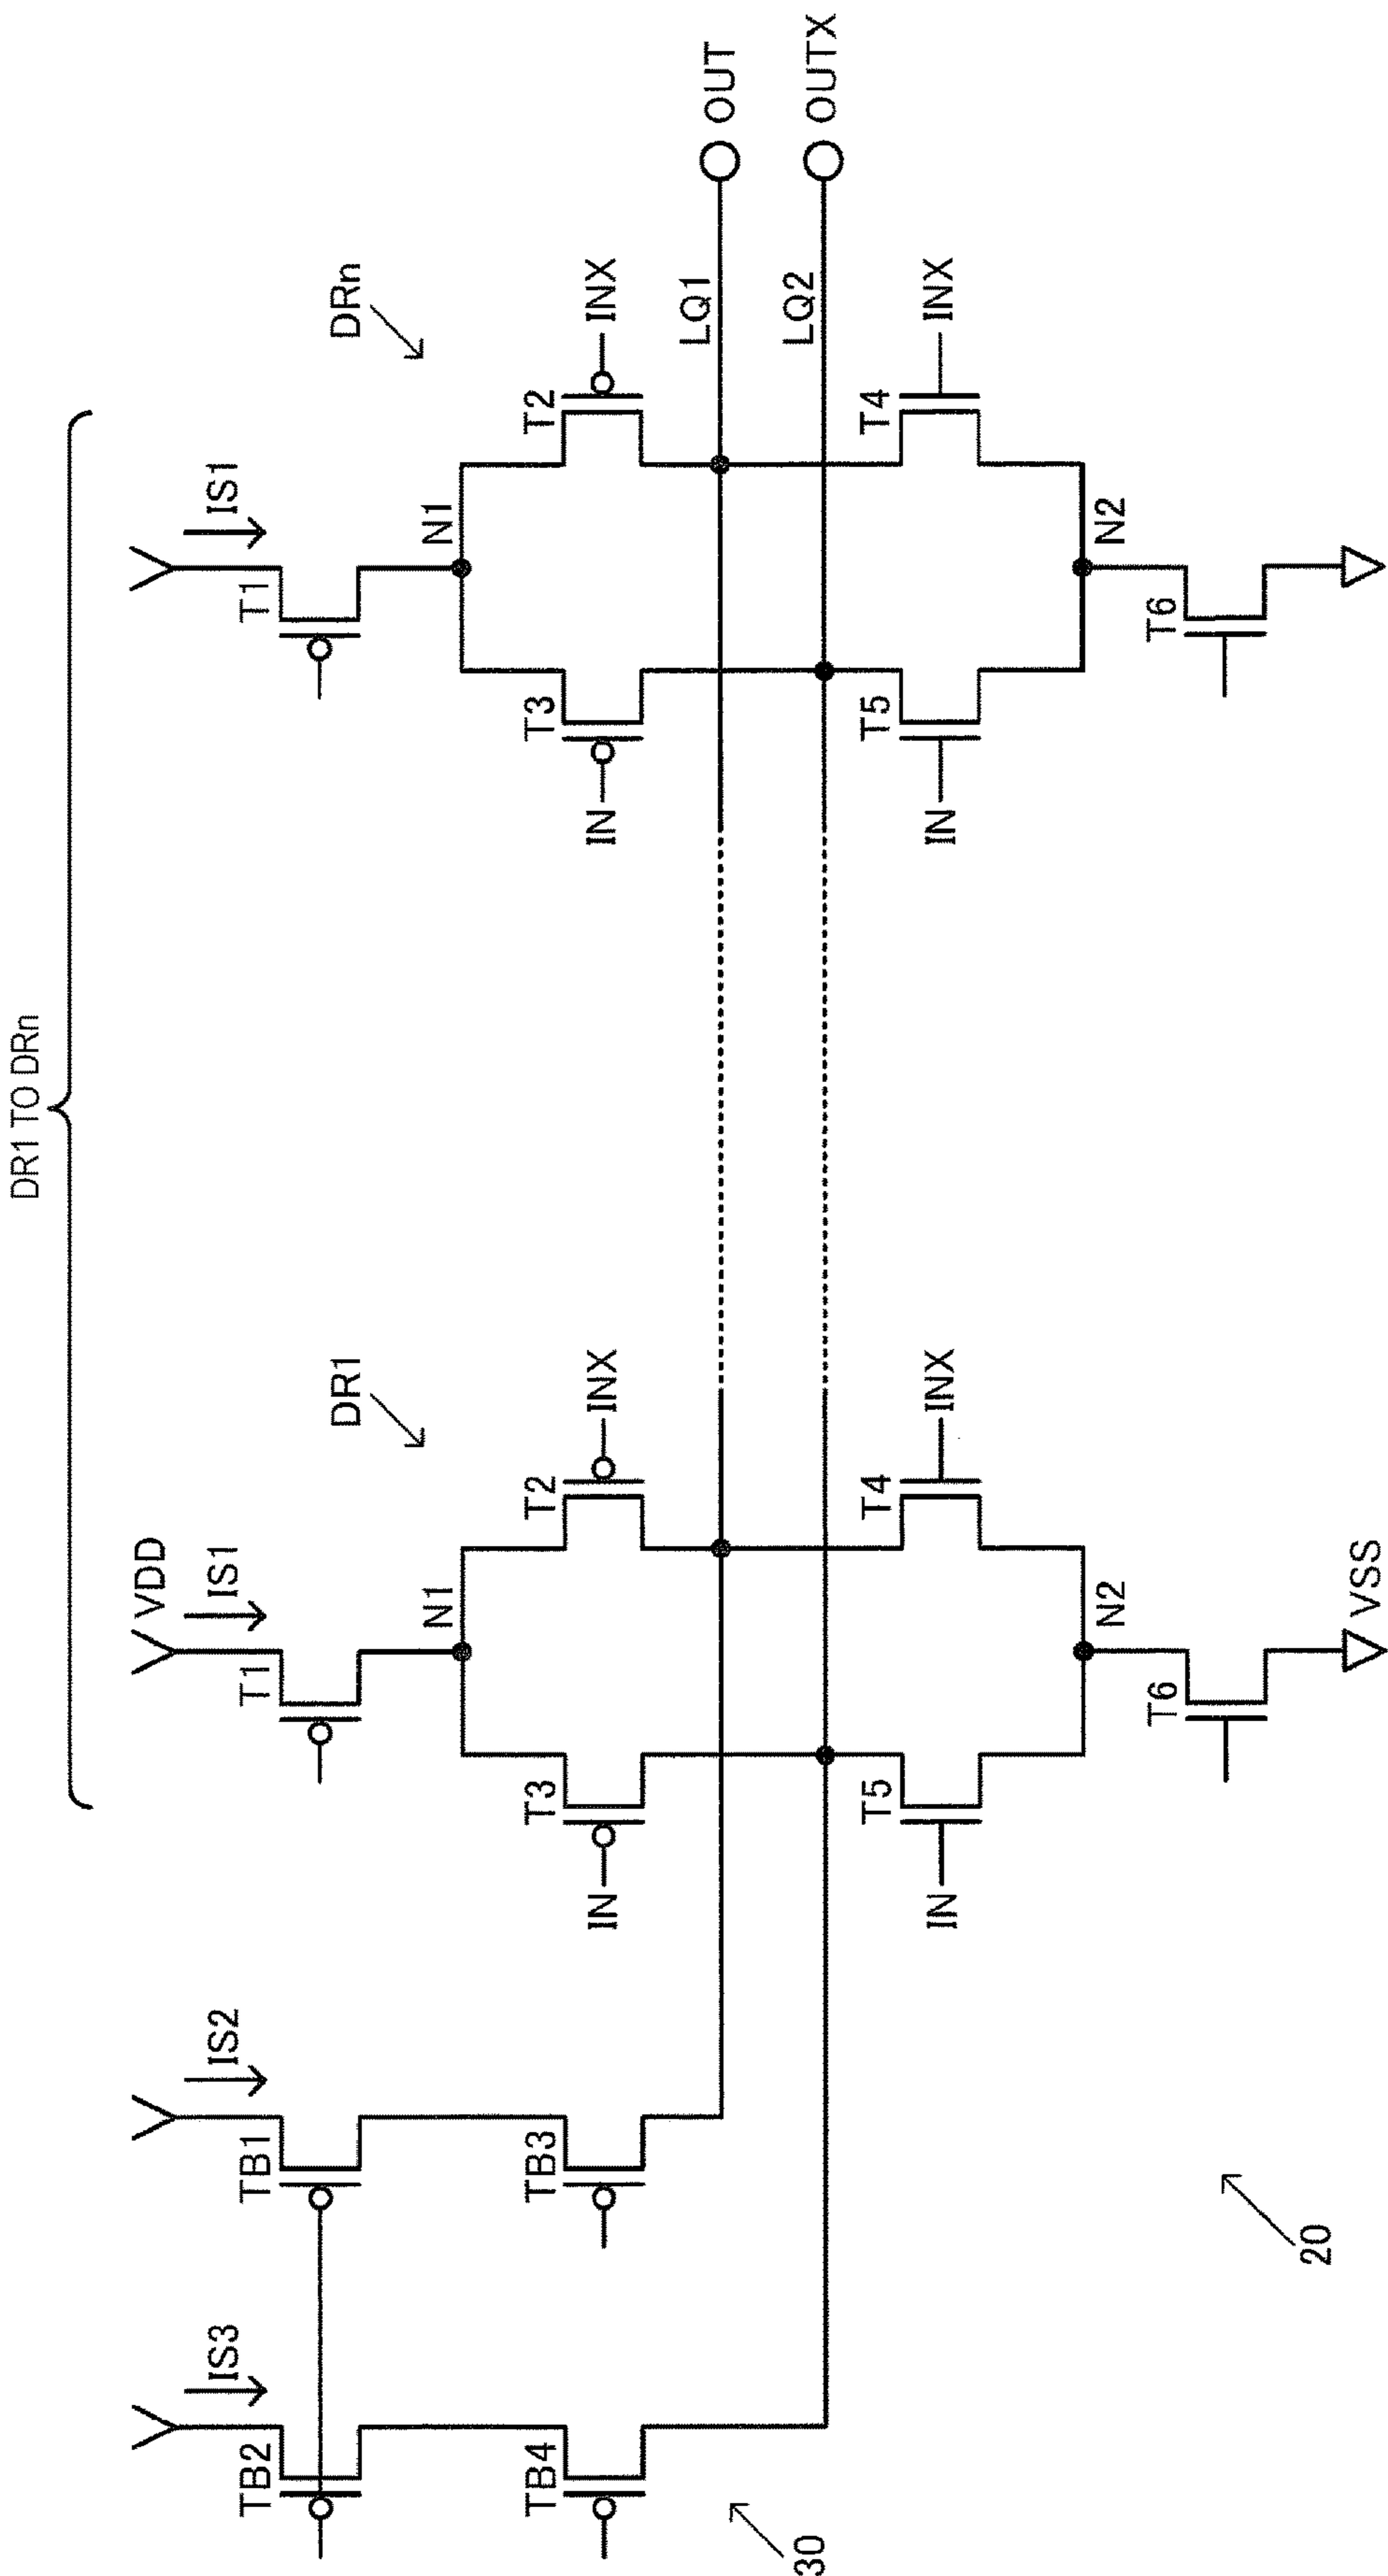 DR1 TO DRn
VDD
IS3
IS2
IS1
IS1
TB2
TB1
T1
T1
N1
DR1
N1
DRn
TB4
TB3
T3
T2
T3
T2
IN
INX
IN
INX
LQ1
OUT
LQ2
OUTX
30
T5
T4
T5
T4
IN
INX
IN
INX
N2
N2
T6
T6
20
VSS